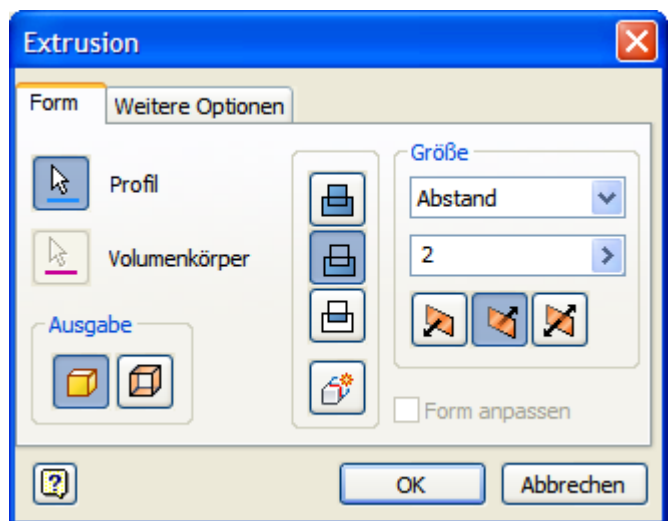 Extrusion
Form
Weitere Optionen
Profil
Volumenkörper
Ausgabe
Größe
Abstand
2
Form anpassen
OK
Abbrechen